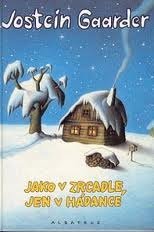 Jostein Gaarder
JAKO V ZRCADLE,
JEN V HÁDANCE
ALBATROS